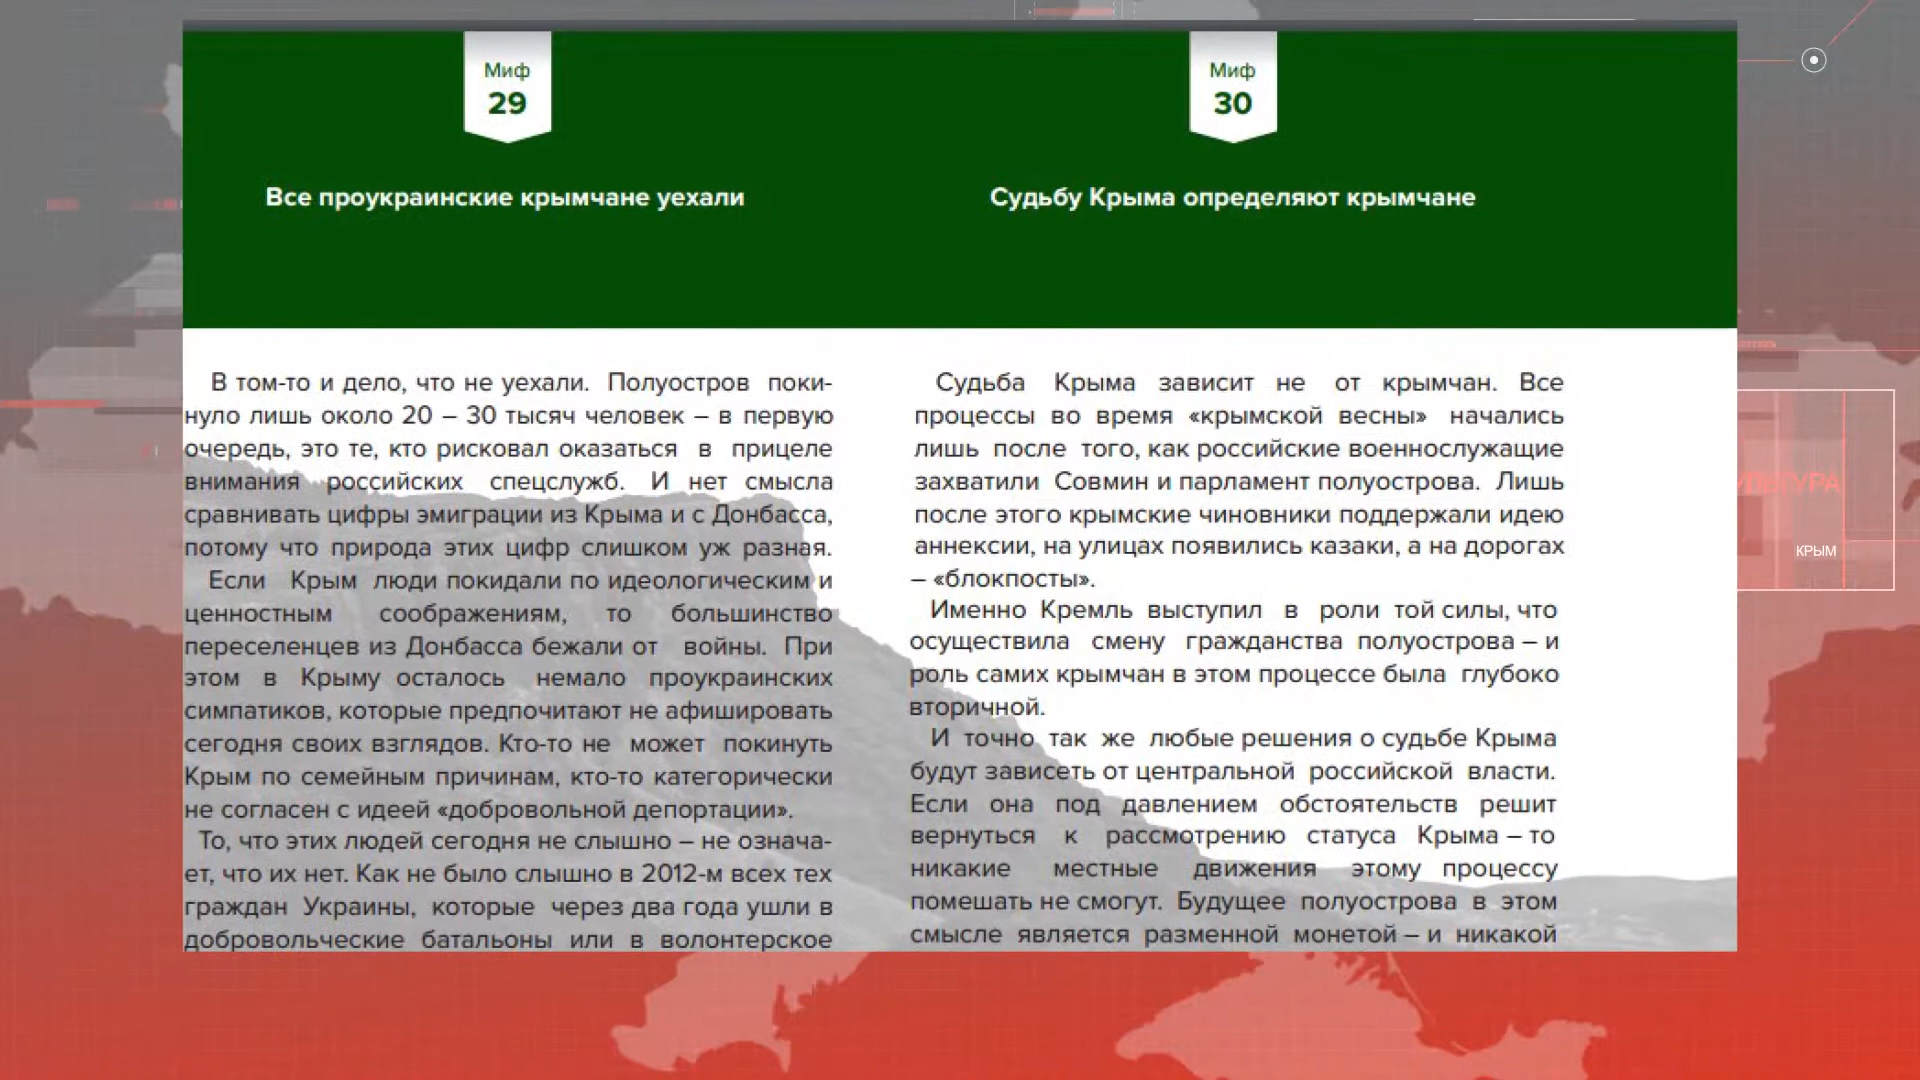 Миф
29
Все проукраинские крымчане уехали
В том-то и дело, что не уехали. Полуостров поки-
нуло лишь около 20 – 30 тысяч человек – в первую
очередь, это те, кто рисковал оказаться в прицеле
внимания российских спецслужб. И нет смысла
сравнивать цифры эмиграции из Крыма и с Донбасса,
потому что природа этих цифр слишком уж разная.
Если Крым люди покидали по идеологическим и
ценностным соображениям, то большинство
переселенцев из Донбасса бежали от войны. При
этом в Крыму осталось немало проукраинских
симпатиков, которые предпочитают не афишировать
сегодня своих взглядов. Кто-то не может покинуть
Крым по семейным причинам, кто-то категорически
не согласен с идеей «добровольной депортации».
То, что этих людей сегодня не слышно – не означа-
ет, что их нет. Как не было слышно в 2012-м всех тех
граждан Украины, которые через два года ушли в
добровольческие батальоны или в волонтерское
Миф
30
Судьбу Крыма определяют крымчане
Судьба Крыма зависит не от крымчан. Все
процессы во время «крымской весны» начались
лишь после того, как российские военнослужащие
захватили Совмин и парламент полуострова. Лишь
после этого крымские чиновники поддержали идею
аннексии, на улицах появились казаки, а на дорогах
– «блокпосты».
Именно Кремль выступил в роли той силы, что
осуществила смену гражданства полуострова – и
роль самих крымчан в этом процессе была глубоко
вторичной.
И точно так же любые решения о судьбе Крыма
будут зависеть от центральной российской власти.
Если она под давлением обстоятельств решит
вернуться к рассмотрению статуса Крыма – то
никакие местные движения этому процессу
помешать не смогут. Будущее полуострова в этом
смысле является разменной монетой – и никакой
КРЫМ